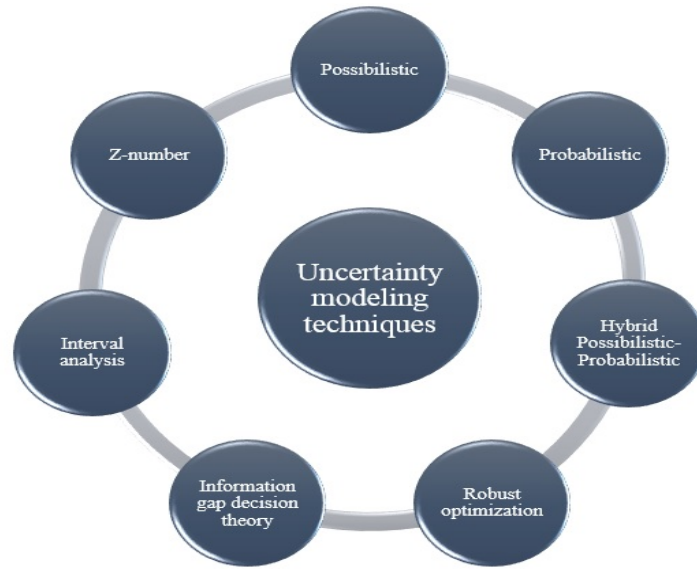 Possibilistic
Probabilistic
Hybrid
Possibilistic-
Probabilistic
Robust
optimization
Information
gap decision
theory
Interval
analysis
Z-number
Uncertainty
modeling
techniques